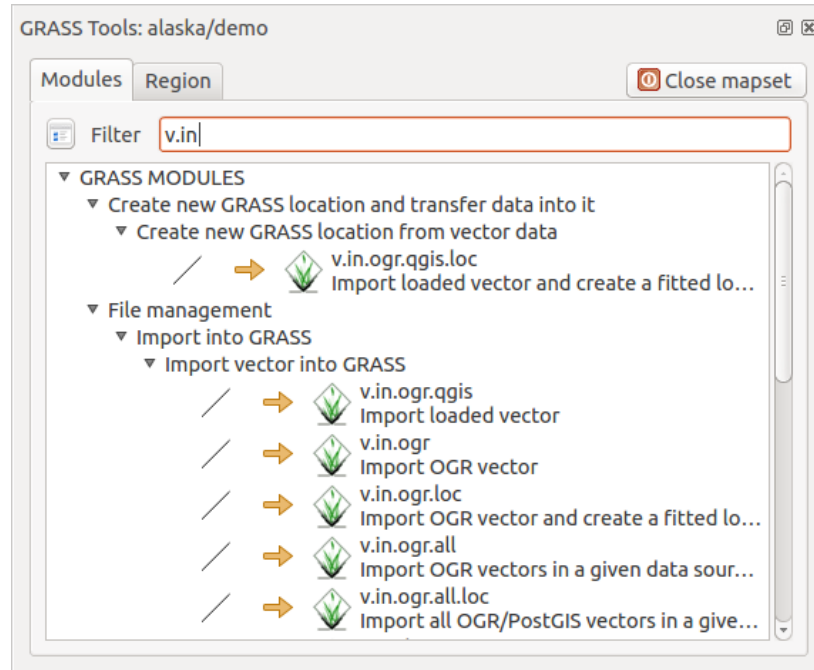 GRASS Tools: alaska/demo
Modules Region Close mapset
Filter v.in
GRASS MODULES
Create new GRASS location and transfer data into it
Create new GRASS location from vector data
v.in.ogr.qgis.loc
Import loaded vector and create a fitted lo...
File management
Import into GRASS
Import vector into GRASS
v.in.ogr.qgis
Import loaded vector
v.in.ogr
Import OGR vector
v.in.ogr.loc
Import OGR vector and create a fitted lo...
v.in.ogr.all
Import OGR vectors in a given data sour...
v.in.ogr.all.loc
Import all OGR/PostGIS vectors in a give...